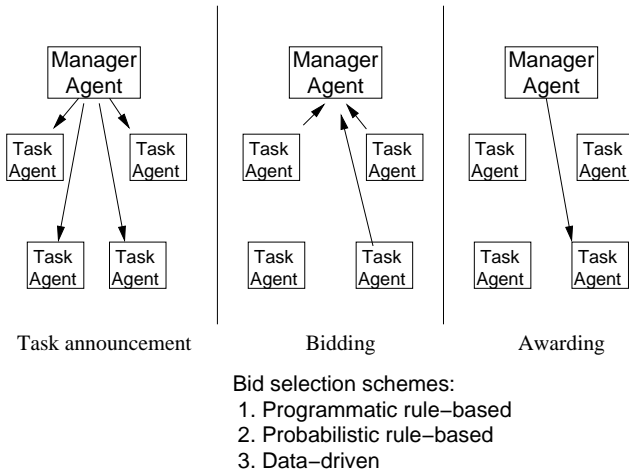 Manager
Agent
Task
Agent
Task
Agent
Task
Agent
Task
Agent
Task announcement
Manager
Agent
Task
Agent
Task
Agent
Task
Agent
Task
Agent
Bidding
Manager
Agent
Task
Agent
Task
Agent
Task
Agent
Task
Agent
Awarding
Bid selection schemes:
1. Programmatic rule−based
2. Probabilistic rule−based
3. Data−driven